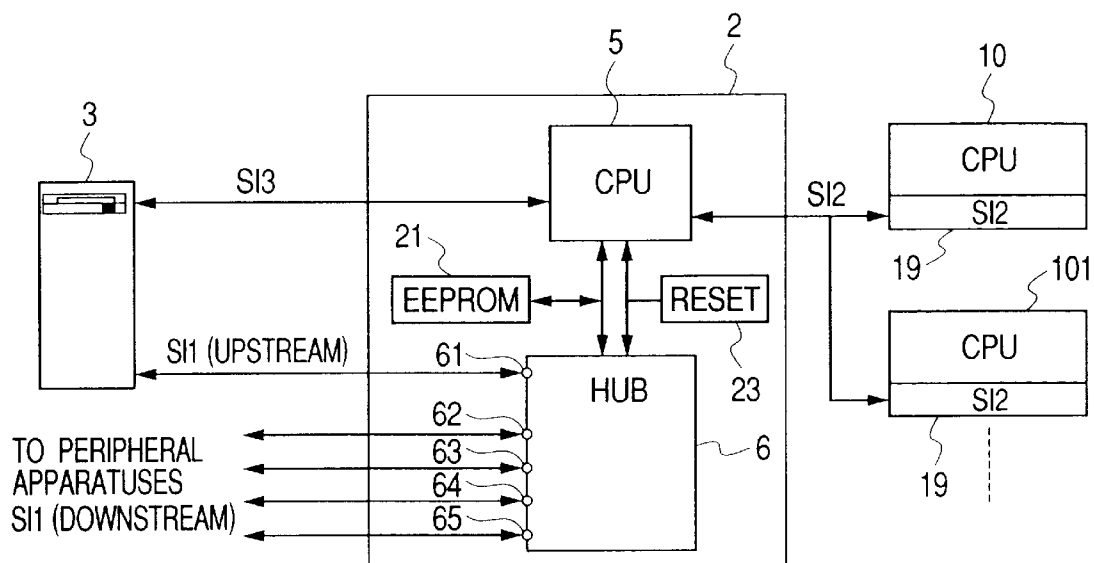 2
5
10
3
CPU
CPU
SI3
SI2
SI2
21
19
101
EEPROM
RESET
CPU
SI1 (UPSTREAM)
61
HUB
23
SI2
62
TO PERIPHERAL
63
6
APPARATUSES
64
19
SI1 (DOWNSTREAM)
65